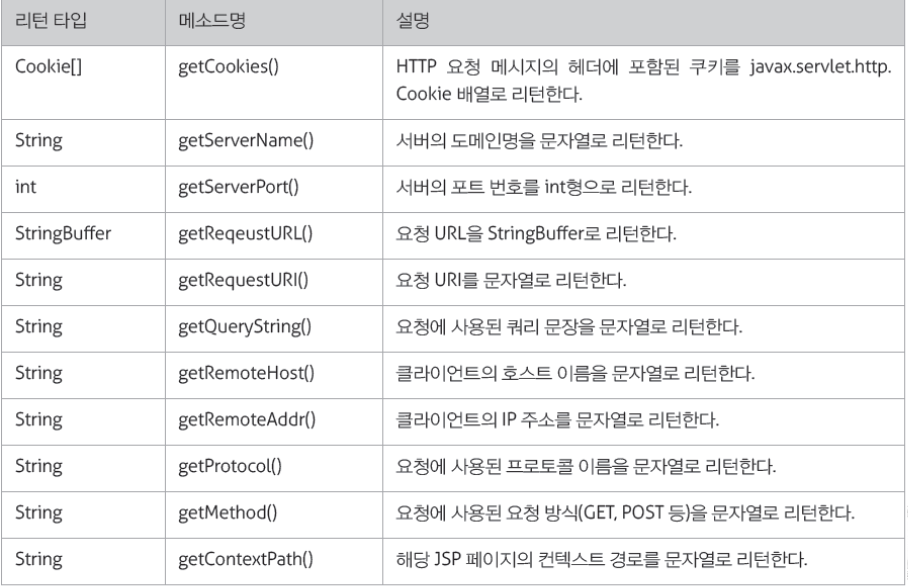 리턴 타입 메소드명 설명
Cookie[] getCookies() HTTP 요청 메시지의 헤더에 포함된 쿠키를 javax.servlet.http.
Cookie 배열로 리턴한다.
String getServerName() 서버의 도메인명을 문자열로 리턴한다.
int getServerPort() 서버의 포트 번호를 int형으로 리턴한다.
StringBuffer getReqeustURL() 요청 URL을 StringBuffer로 리턴한다.
String getRequestURI() 요청 URI를 문자열로 리턴한다.
String getQueryString() 요청에 사용된 쿼리 문장을 문자열로 리턴한다.
String getRemoteHost() 클라이언트의 호스트 이름을 문자열로 리턴한다.
String getRemoteAddr() 클라이언트의 IP 주소를 문자열로 리턴한다.
String getProtocol() 요청에 사용된 프로토콜 이름을 문자열로 리턴한다.
String getMethod() 요청에 사용된 요청 방식(GET, POST 등)을 문자열로 리턴한다.
String getContextPath() 해당 JSP 페이지의 컨텍스트 경로를 문자열로 리턴한다.